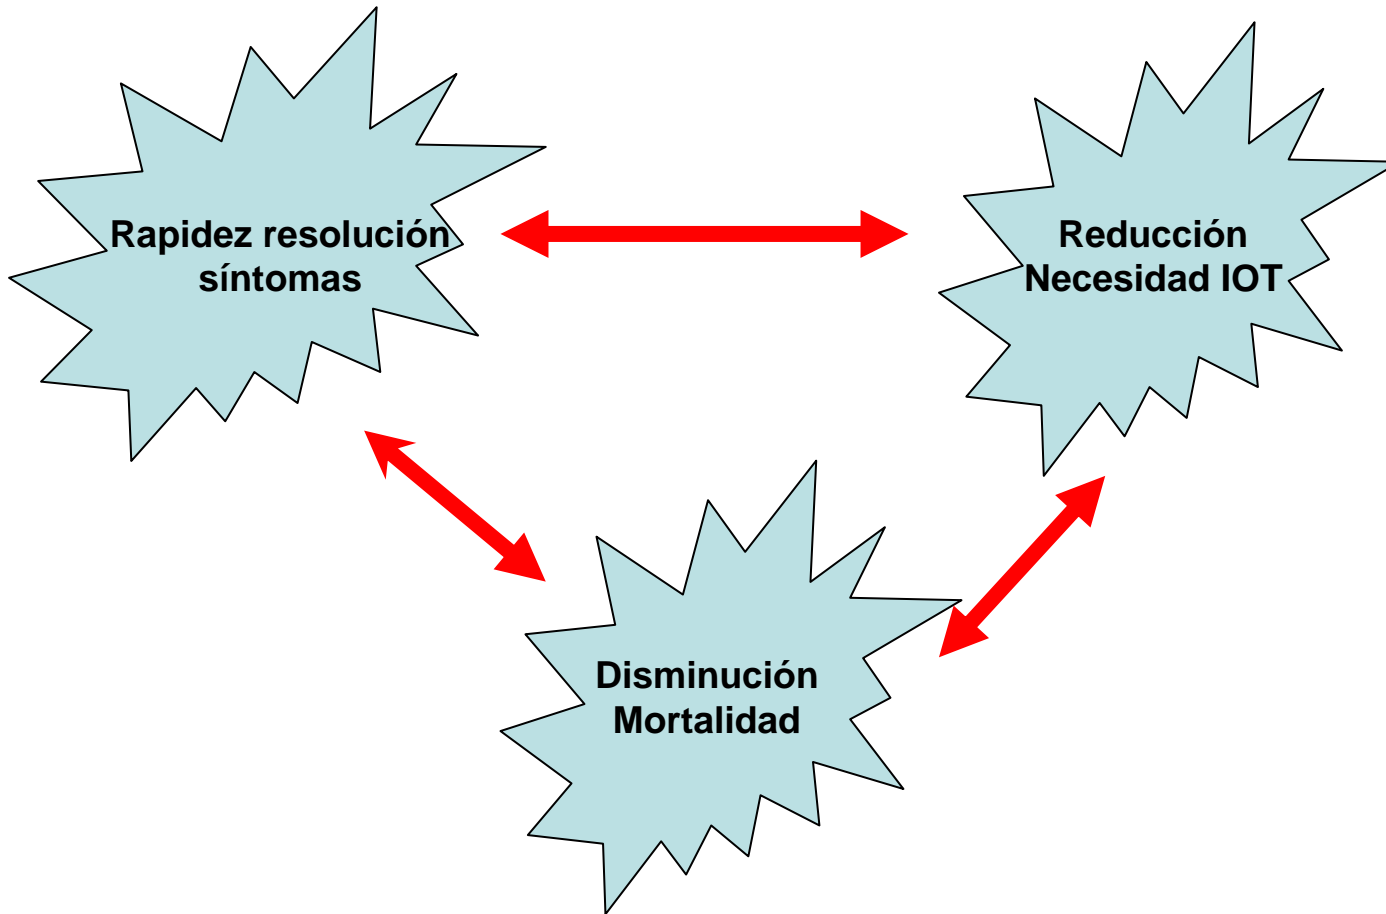 Rapidez resolución
síntomas
Reducción
Necesidad IOT
Disminución
Mortalidad